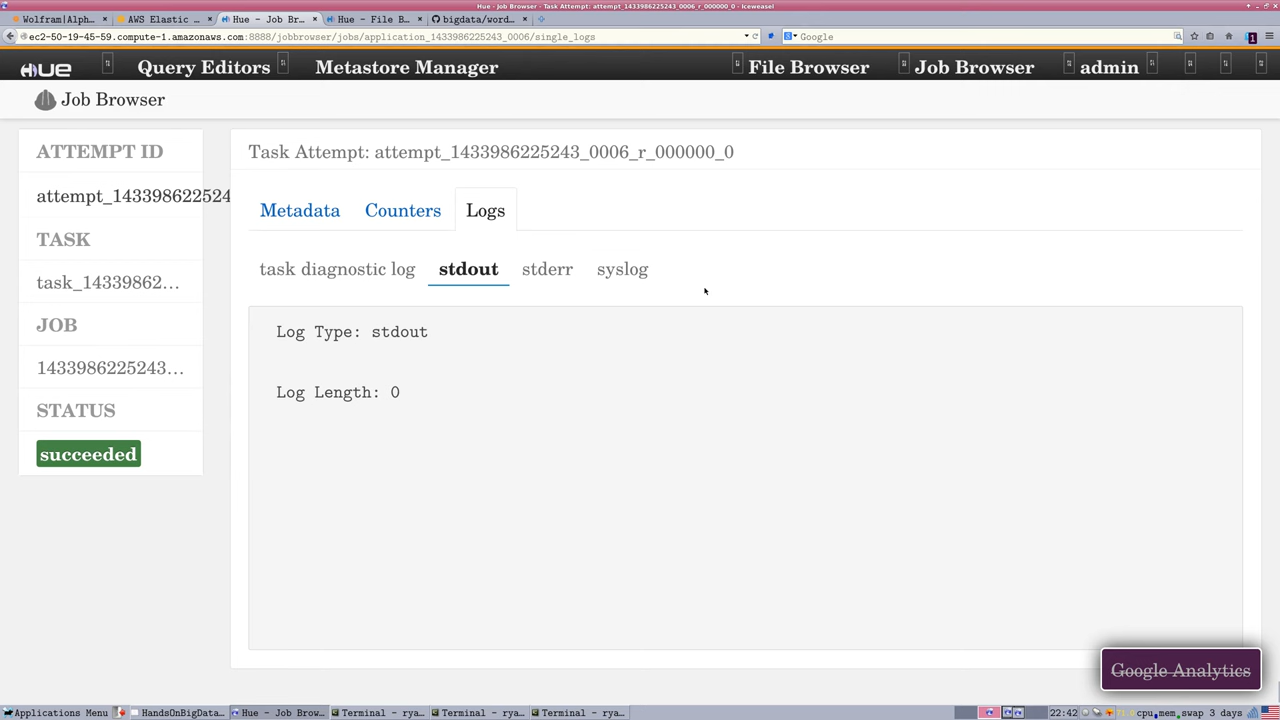 Hue - Job Browser - Task Attempt: attempt_1433986225243_0006_r_000000_0 - Iceweasel
Wolfram|Alph... × AWS Elastic ... × Hue - Job Br... × Hue - File B... × bigdata/word... ×
ec2-50-19-45-59.compute-1.amazonaws.com:8888/jobbrowser/jobs/application_1433986225243_0006/single_logs
Google
HUE Query Editors Metastore Manager File Browser Job Browser admin
Job Browser
ATTEMPT ID
attempt_14339862252​4
TASK
task_14339862...
JOB
1433986225243...
STATUS
succeeded
Task Attempt: attempt_1433986225243_0006_r_000000_0
Metadata Counters Logs
task diagnostic log stdout stderr syslog
Log Type: stdout
Log Length: 0
Google Analytics
Applications Menu HandsOnBigData... Hue - Job Brow... Terminal - rya... Terminal - rya... Terminal - rya... 22:42 cpu mem swap 3 days